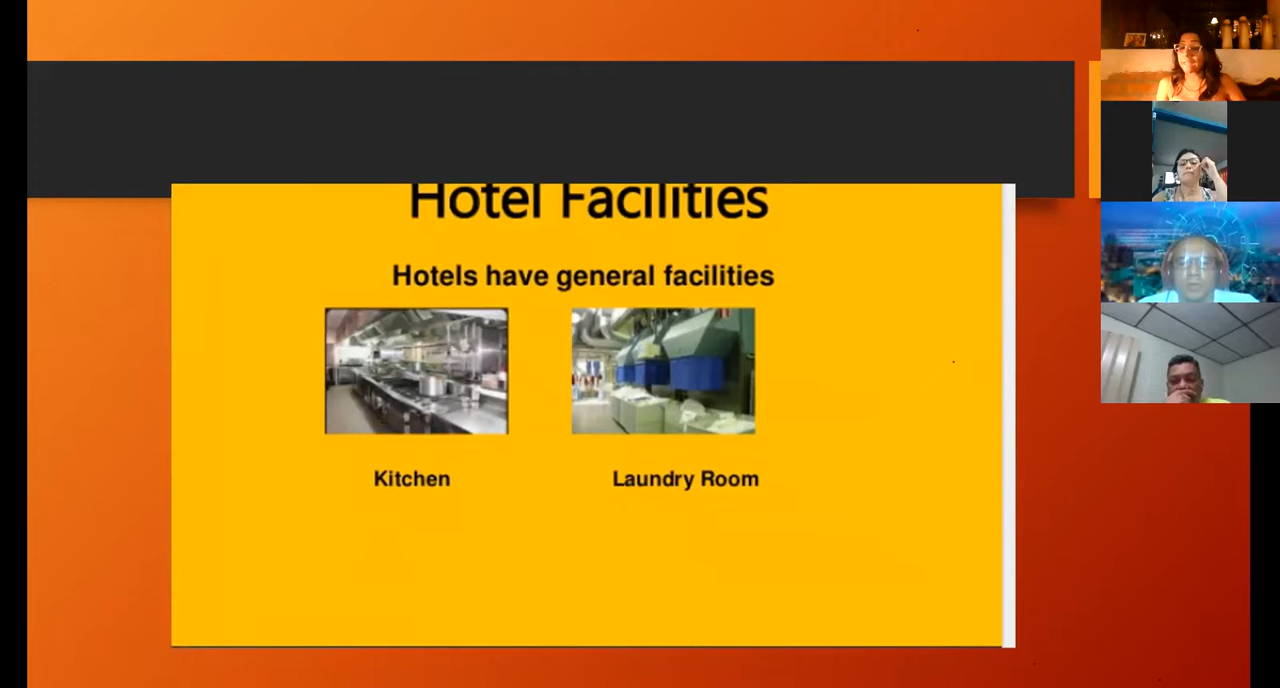 Hotel Facilities
Hotels have general facilities
Kitchen
Laundry Room